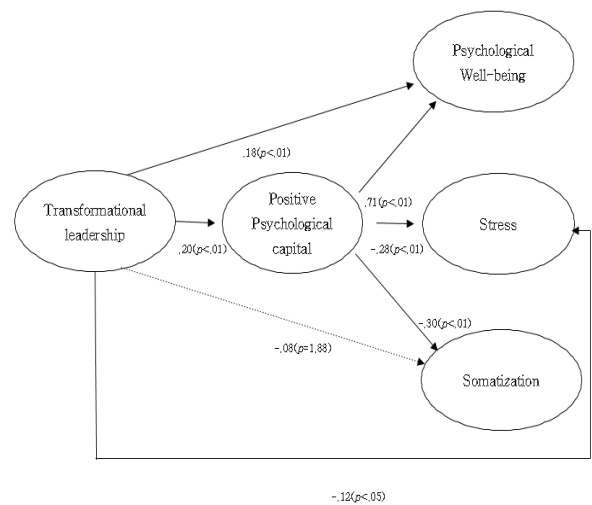 Psychological
Well-being
.18(p<.01)
Transformational
leadership
Positive
Psychological
capital
.71(p<.01)
Stress
.20(p<.01)
-.28(p<.01)
-.30(p<.01)
-.08(p=1.88)
Somatization
-.12(p<.05)